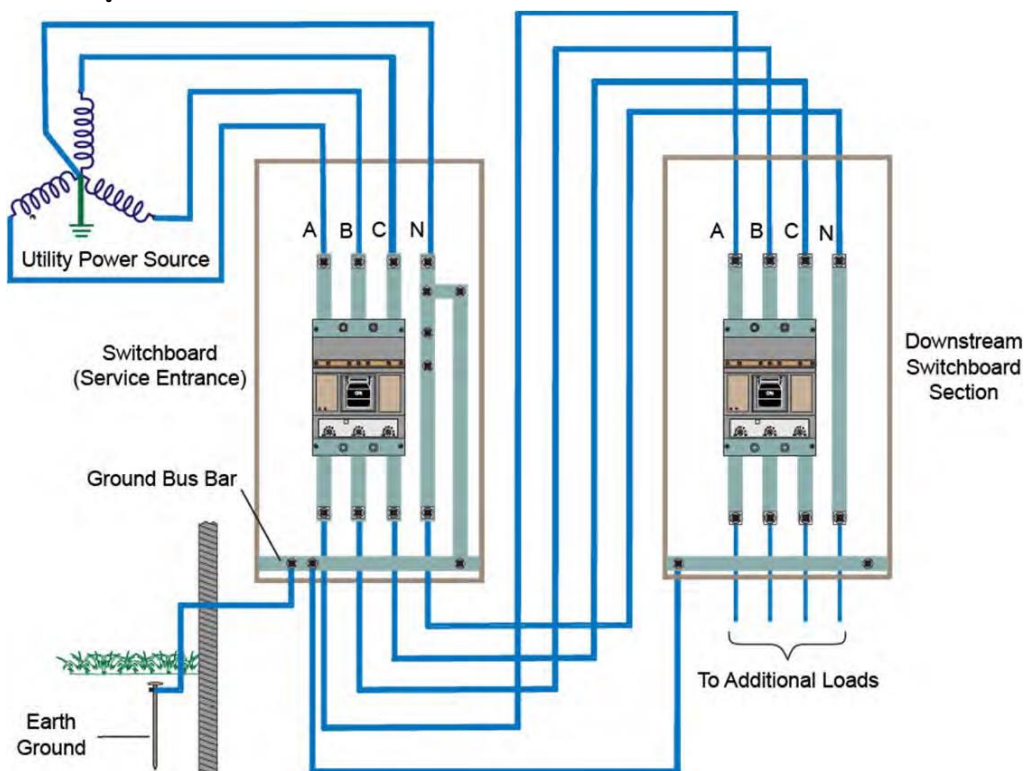 A B C N
A B C N
Utility Power Source
Switchboard
(Service Entrance)
Downstream
Switchboard
Section
Ground Bus Bar
To Additional Loads
Earth
Ground